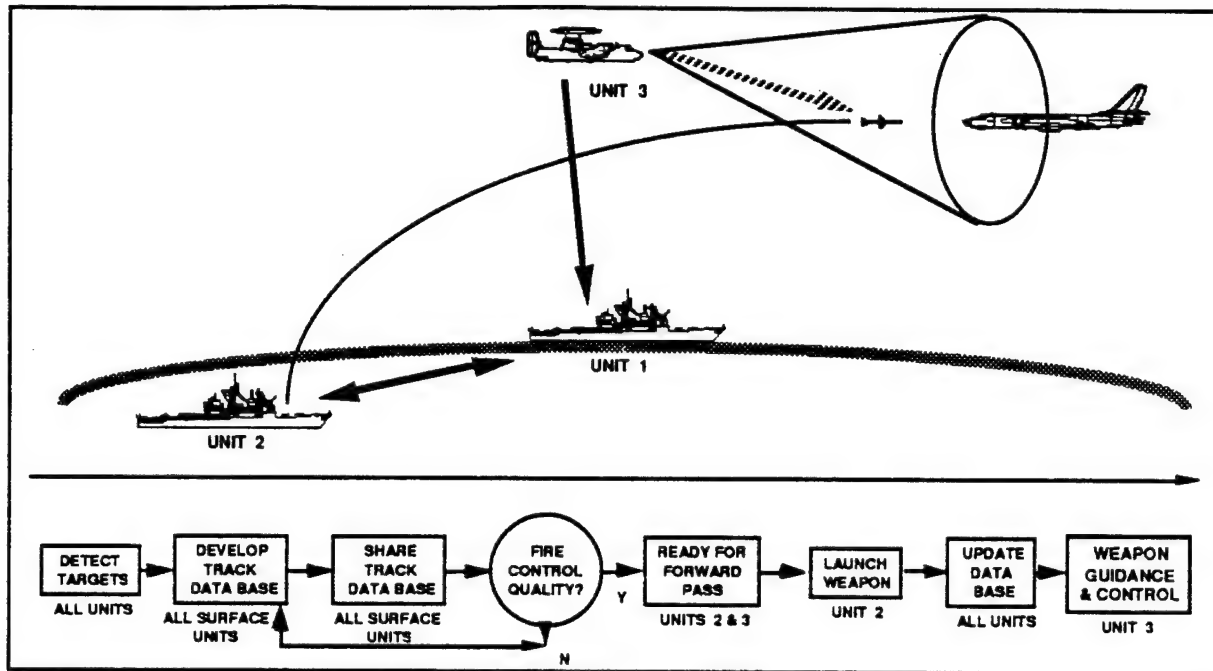 UNIT 3
UNIT 1
UNIT 2
DETECT
TARGETS
ALL UNITS
DEVELOP
TRACK
DATA BASE
ALL SURFACE
UNITS
SHARE
TRACK
DATA BASE
ALL SURFACE
UNITS
FIRE
CONTROL
QUALITY?
Y
N
READY FOR
FORWARD
PASS
UNITS 2 & 3
LAUNCH
WEAPON
UNIT 2
UPDATE
DATA
BASE
ALL UNITS
WEAPON
GUIDANCE
& CONTROL
UNIT 3